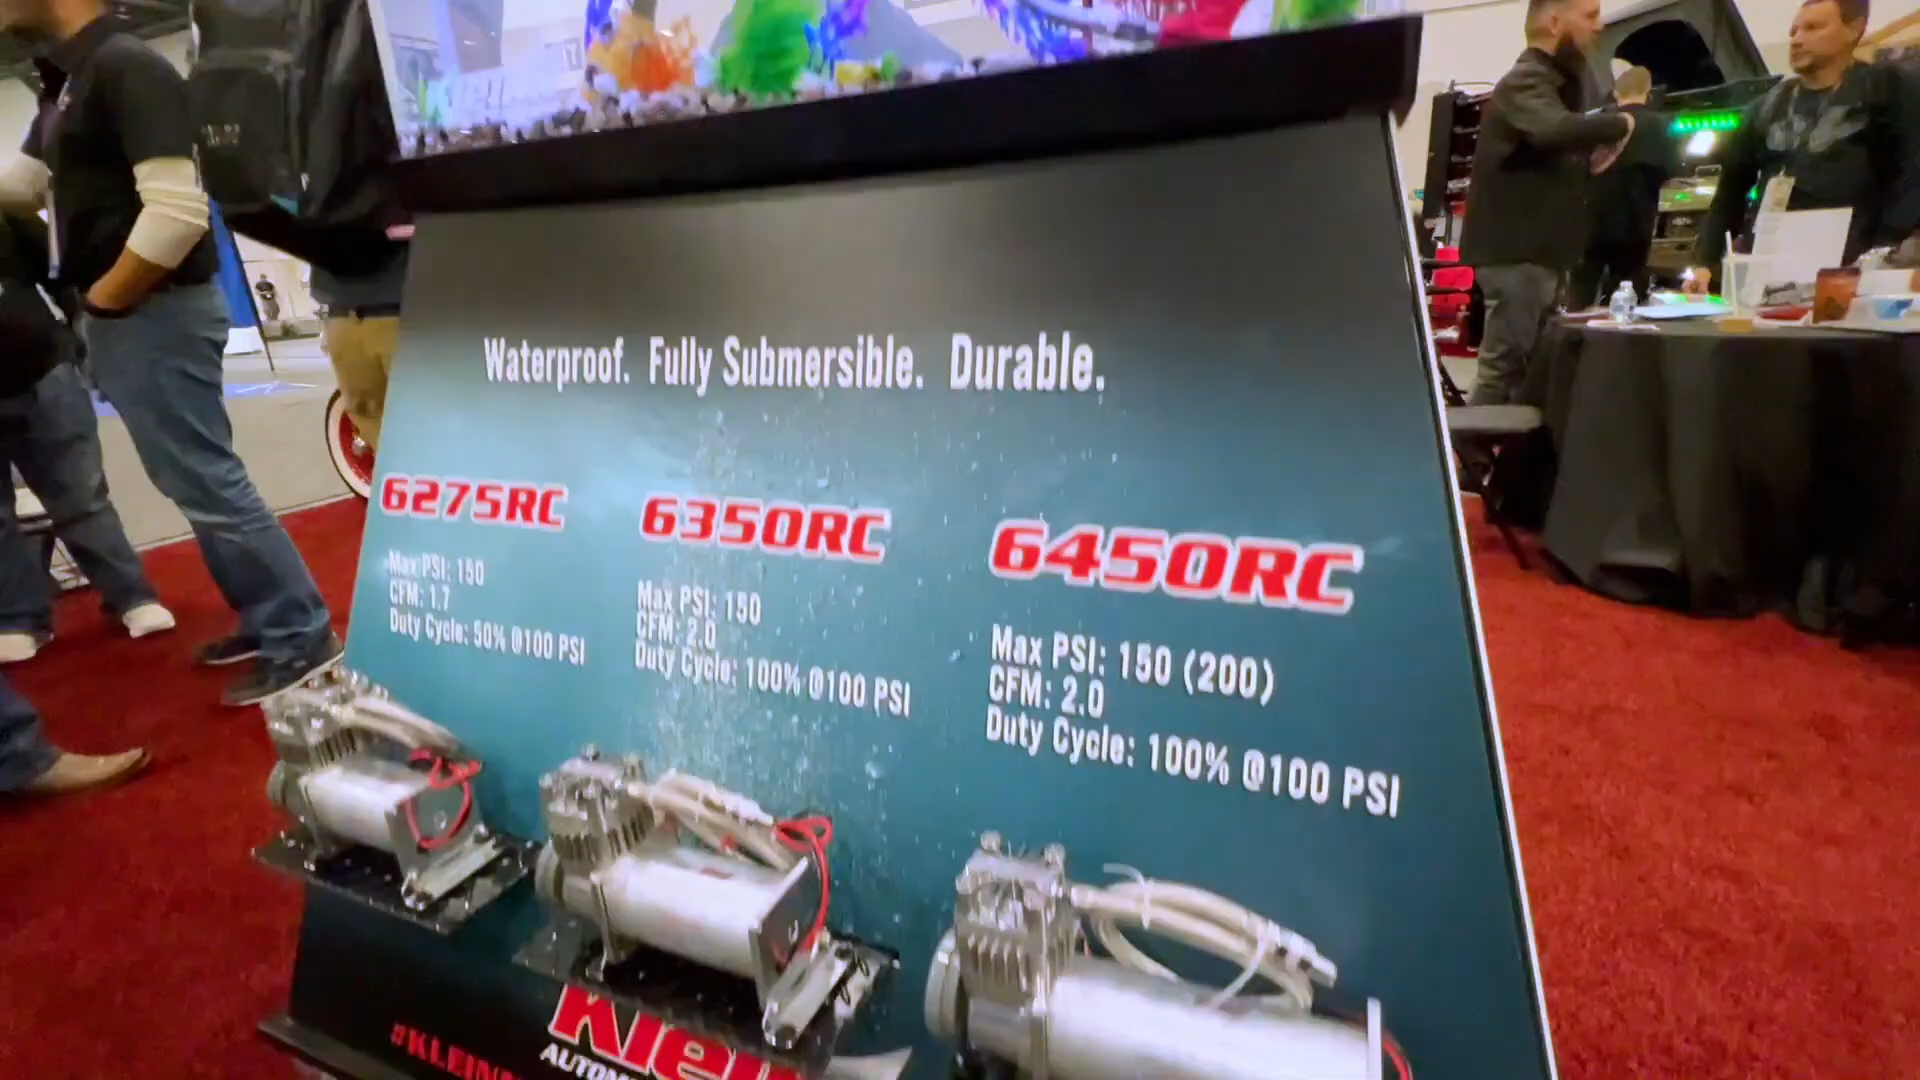 Waterproof. Fully Submersible. Durable.
6275RC
Max PSI: 150
CFM: 1.7
Duty Cycle: 50% @100 PSI
6350RC
Max PSI: 150
CFM: 2.0
Duty Cycle: 100% @100 PSI
6450RC
Max PSI: 150 (200)
CFM: 2.0
Duty Cycle: 100% @100 PSI